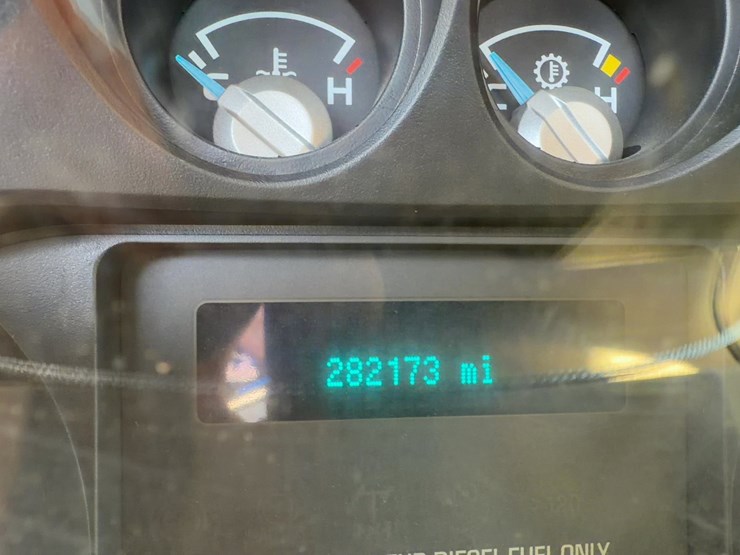 C H
C H
282173 mi
DIESEL FUEL ONLY